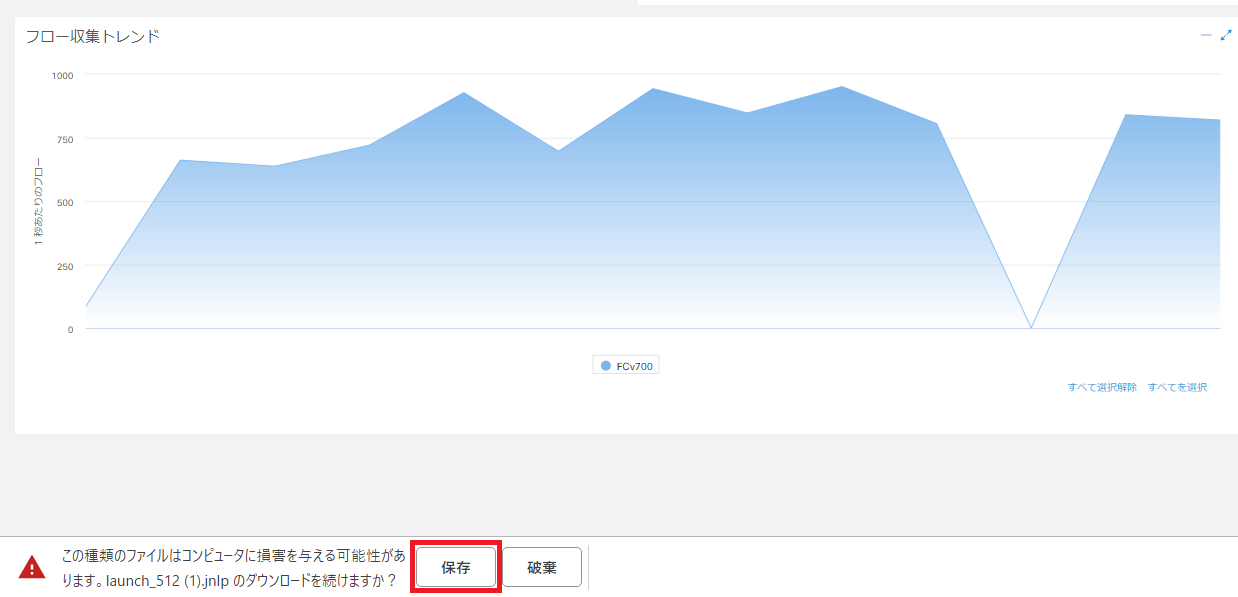 フロー収集トレンド
1000
750
500
250
0
1 秒あたりのフロー
FCv700
すべて選択解除 すべてを選択
この種類のファイルはコンピュータに損害を与える可能性があ
ります。launch_512 (1).jnlp のダウンロードを続けますか？
保存
破棄